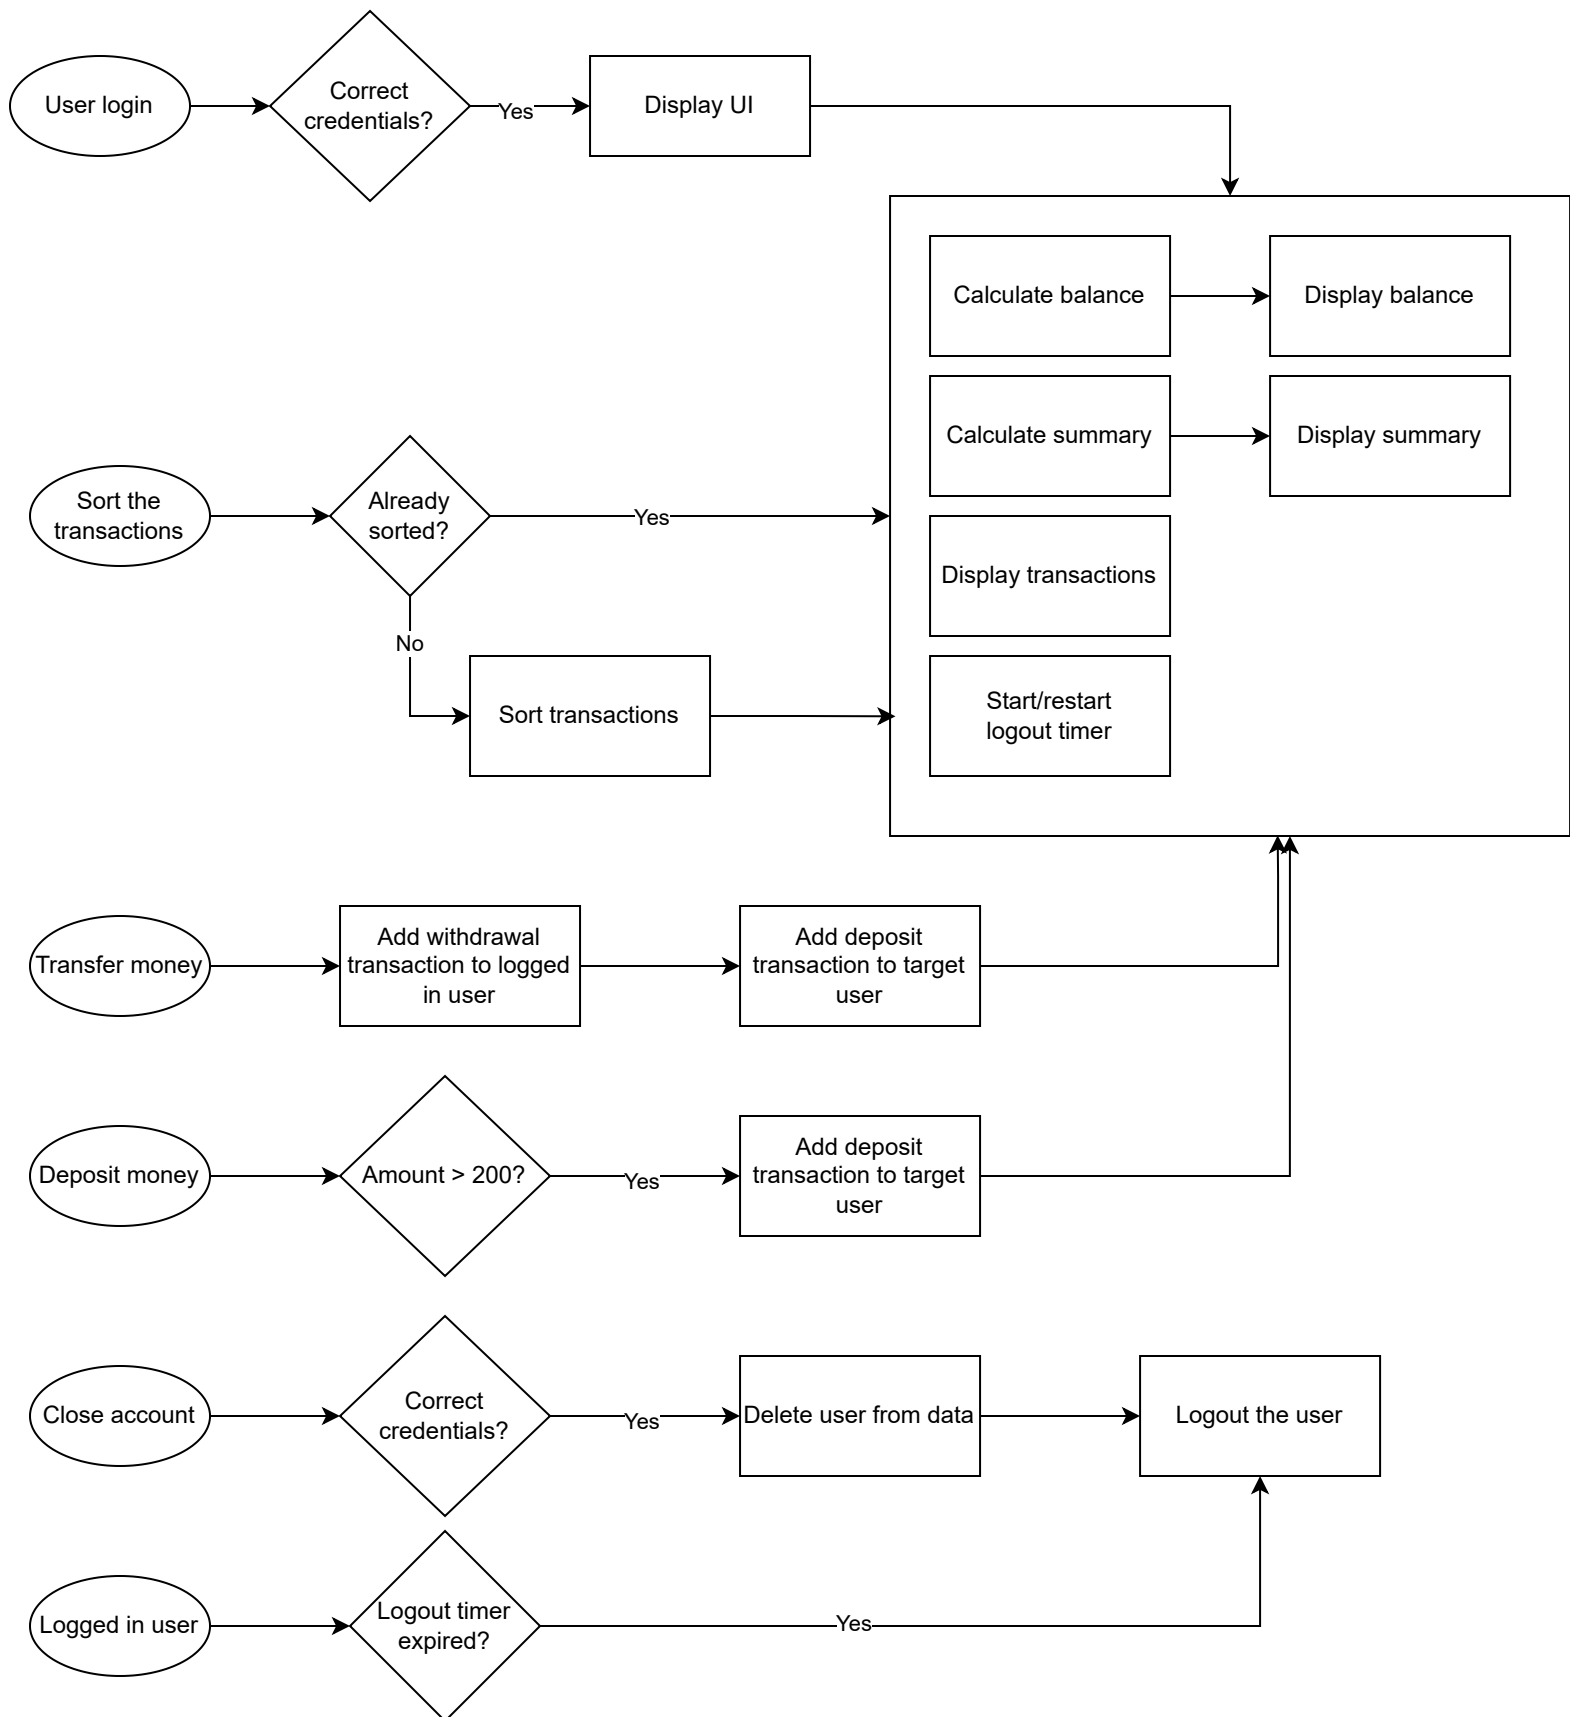 User login
Correct
credentials?
Yes
Display UI
Calculate balance
Display balance
Calculate summary
Display summary
Display transactions
Start/restart
logout timer
Sort the
transactions
Already
sorted?
Yes
No
Sort transactions
Transfer money
Add withdrawal
transaction to logged
in user
Add deposit
transaction to target
user
Deposit money
Amount > 200?
Yes
Add deposit
transaction to target
user
Close account
Correct
credentials?
Yes
Delete user from data
Logout the user
Logged in user
Logout timer
expired?
Yes